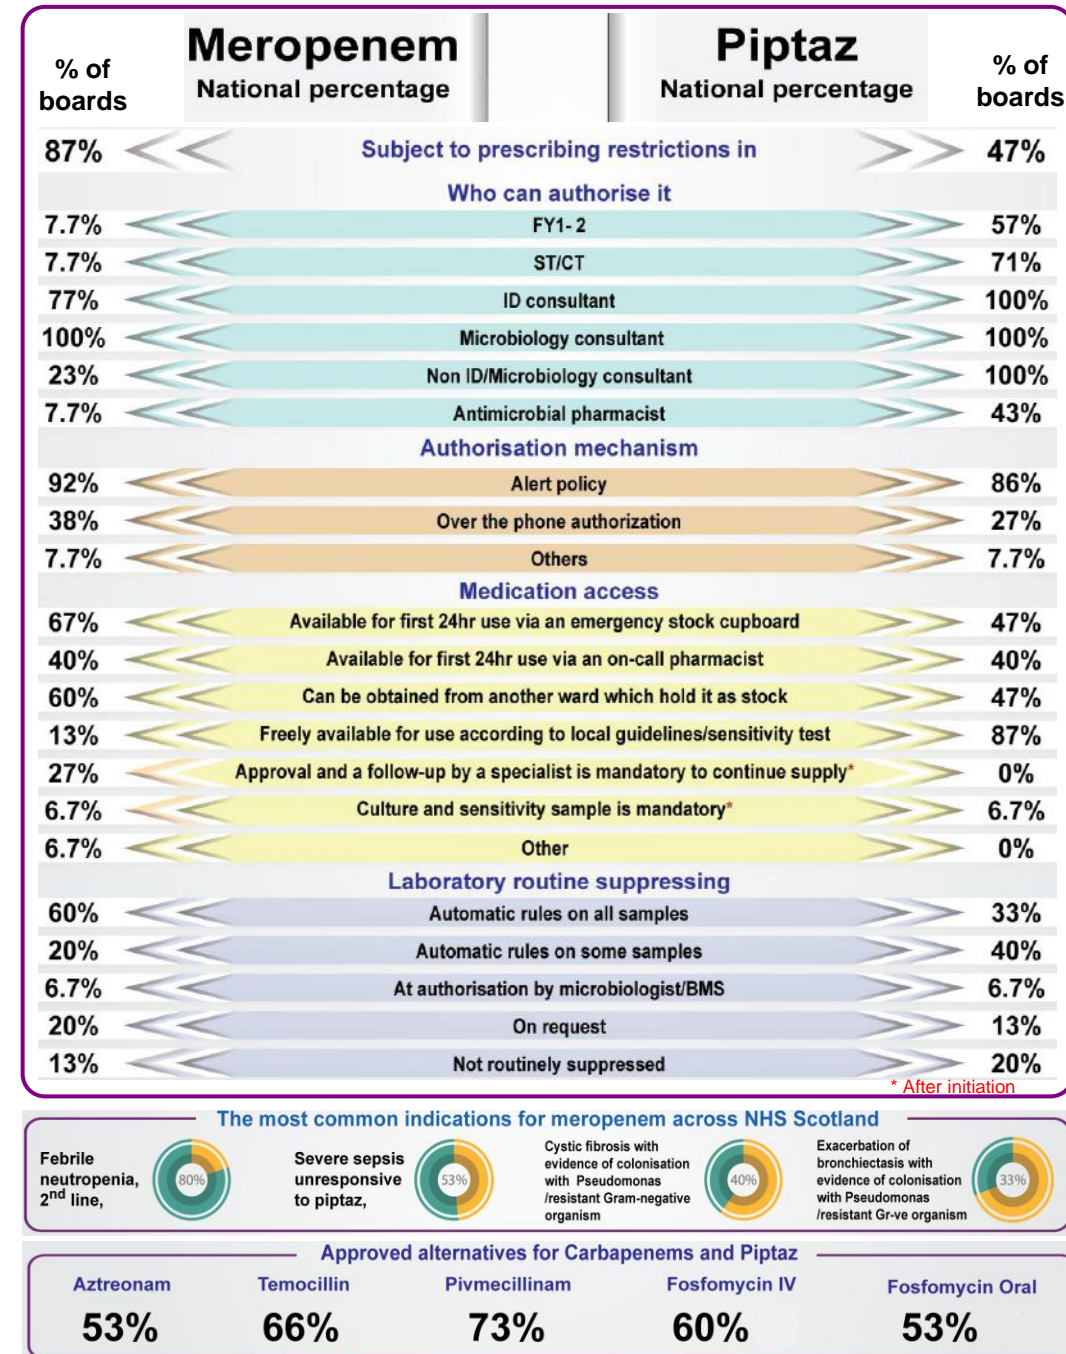 % of
boards
Meropenem
National percentage
Piptaz
National percentage
% of
boards
87% Subject to prescribing restrictions in 47%
Who can authorise it
7.7% FY1- 2 57%
7.7% ST/CT 71%
77% ID consultant 100%
100% Microbiology consultant 100%
23% Non ID/Microbiology consultant 100%
7.7% Antimicrobial pharmacist 43%
Authorisation mechanism
92% Alert policy 86%
38% Over the phone authorization 27%
7.7% Others 7.7%
Medication access
67% Available for first 24hr use via an emergency stock cupboard 47%
40% Available for first 24hr use via an on-call pharmacist 40%
60% Can be obtained from another ward which hold it as stock 47%
13% Freely available for use according to local guidelines/sensitivity test 87%
27% Approval and a follow-up by a specialist is mandatory to continue supply* 0%
6.7% Culture and sensitivity sample is mandatory* 6.7%
6.7% Other 0%
Laboratory routine suppressing
60% Automatic rules on all samples 33%
20% Automatic rules on some samples 40%
6.7% At authorisation by microbiologist/BMS 6.7%
20% On request 13%
13% Not routinely suppressed 20%
* After initiation
The most common indications for meropenem across NHS Scotland
Febrile
neutropenia,
2nd line,
80%
Severe sepsis
unresponsive
to piptaz,
53%
Cystic fibrosis with
evidence of colonisation
with Pseudomonas
/resistant Gram-negative
organism
40%
Exacerbation of
bronchiectasis with
evidence of colonisation
with Pseudomonas
/resistant Gr-ve organism
33%
Approved alternatives for Carbapenems and Piptaz
Aztreonam Temocillin Pivmecillinam Fosfomycin IV Fosfomycin Oral
53% 66% 73% 60% 53%